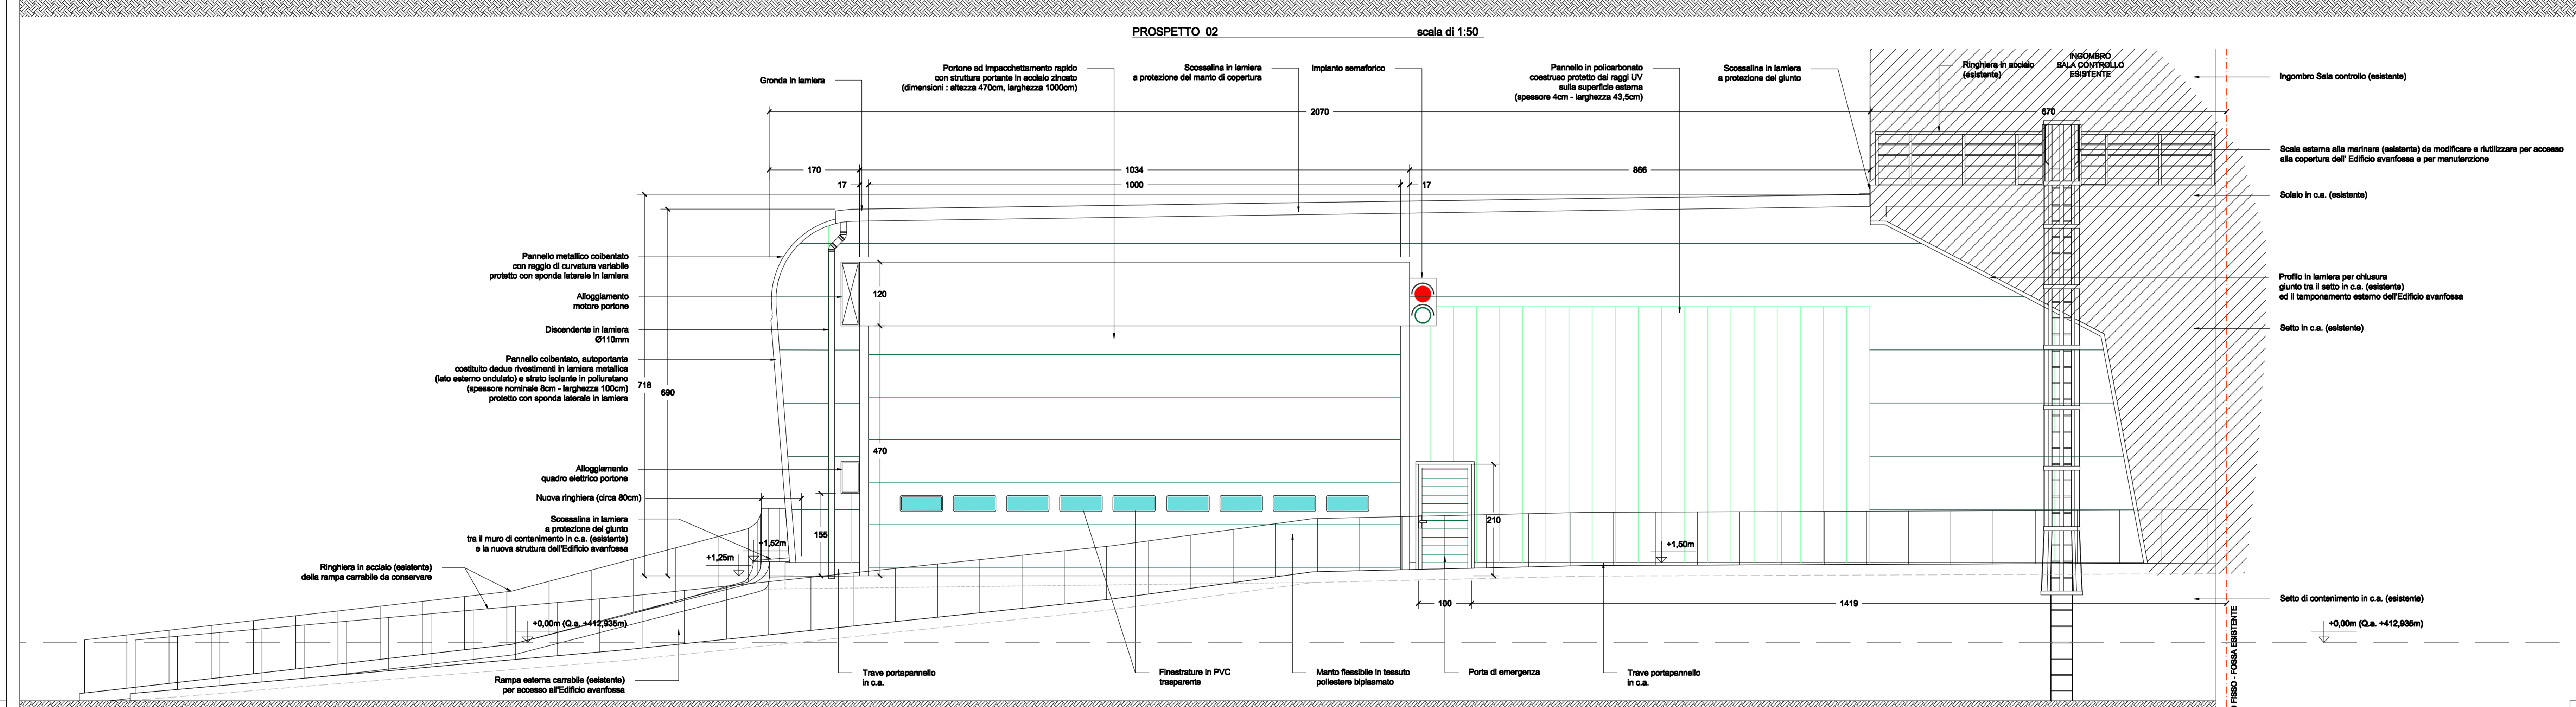 PROSPETTO 02
scala di 1:50
Gronda in lamiera
Portone ad impacchettamento rapido
con struttura portante in acciaio zincato
(dimensioni : altezza 470cm, larghezza 1000cm)
Scossalina in lamiera
a protezione del manto di copertura
Impianto semaforico
Pannello in policarbonato
coestruso protetto dai raggi UV
sulla superficie esterna
(spessore 4cm - larghezza 43,5cm)
Scossalina in lamiera
a protezione del giunto
Ringhiera in acciaio
(esistente)
INGOMBRO
SALA CONTROLLO
ESISTENTE
Ingombro Sala controllo (esistente)
2070
670
Scala esterna alla marinara (esistente) da modificare e riutilizzare per accesso
alla copertura dell' Edificio avanfossa e per manutenzione
170
1034
866
17
1000
17
Solaio in c.a. (esistente)
Pannello metallico coibentato
con raggio di curvatura variabile
protetto con sponda laterale in lamiera
Profilo in lamiera per chiusura
giunto tra il setto in c.a. (esistente)
ed il tamponamento esterno dell'Edificio avanfossa
Alloggiamento
motore portone
120
Discendente in lamiera
Ø110mm
Setto in c.a. (esistente)
Pannello coibentato, autoportante
costituito dadue rivestimenti in lamiera metallica
(lato esterno ondulato) e strato isolante in poliuretano
(spessore nominale 8cm - larghezza 100cm)
protetto con sponda laterale in lamiera
718
690
470
Alloggiamento
quadro elettrico portone
Nuova ringhiera (circa 80cm)
Scossalina in lamiera
a protezione del giunto
tra il muro di contenimento in c.a. (esistente)
e la nuova struttura dell'Edificio avanfossa
210
155
+1,52m
+1,25m
+1,50m
Ringhiera in acciaio (esistente)
della rampa carrabile da conservare
100
1419
Setto di contenimento in c.a. (esistente)
+0,00m (Q.a. +412,935m)
+0,00m (Q.a. +412,935m)
Rampa esterna carrabile (esistente)
per accesso all'Edificio avanfossa
Trave portapannello
in c.a.
Finestrature in PVC
trasparente
Manto flessibile in tessuto
poliestere biplasmato
Porta di emergenza
Trave portapannello
in c.a.
FISSO - FOSSA ESISTENTE